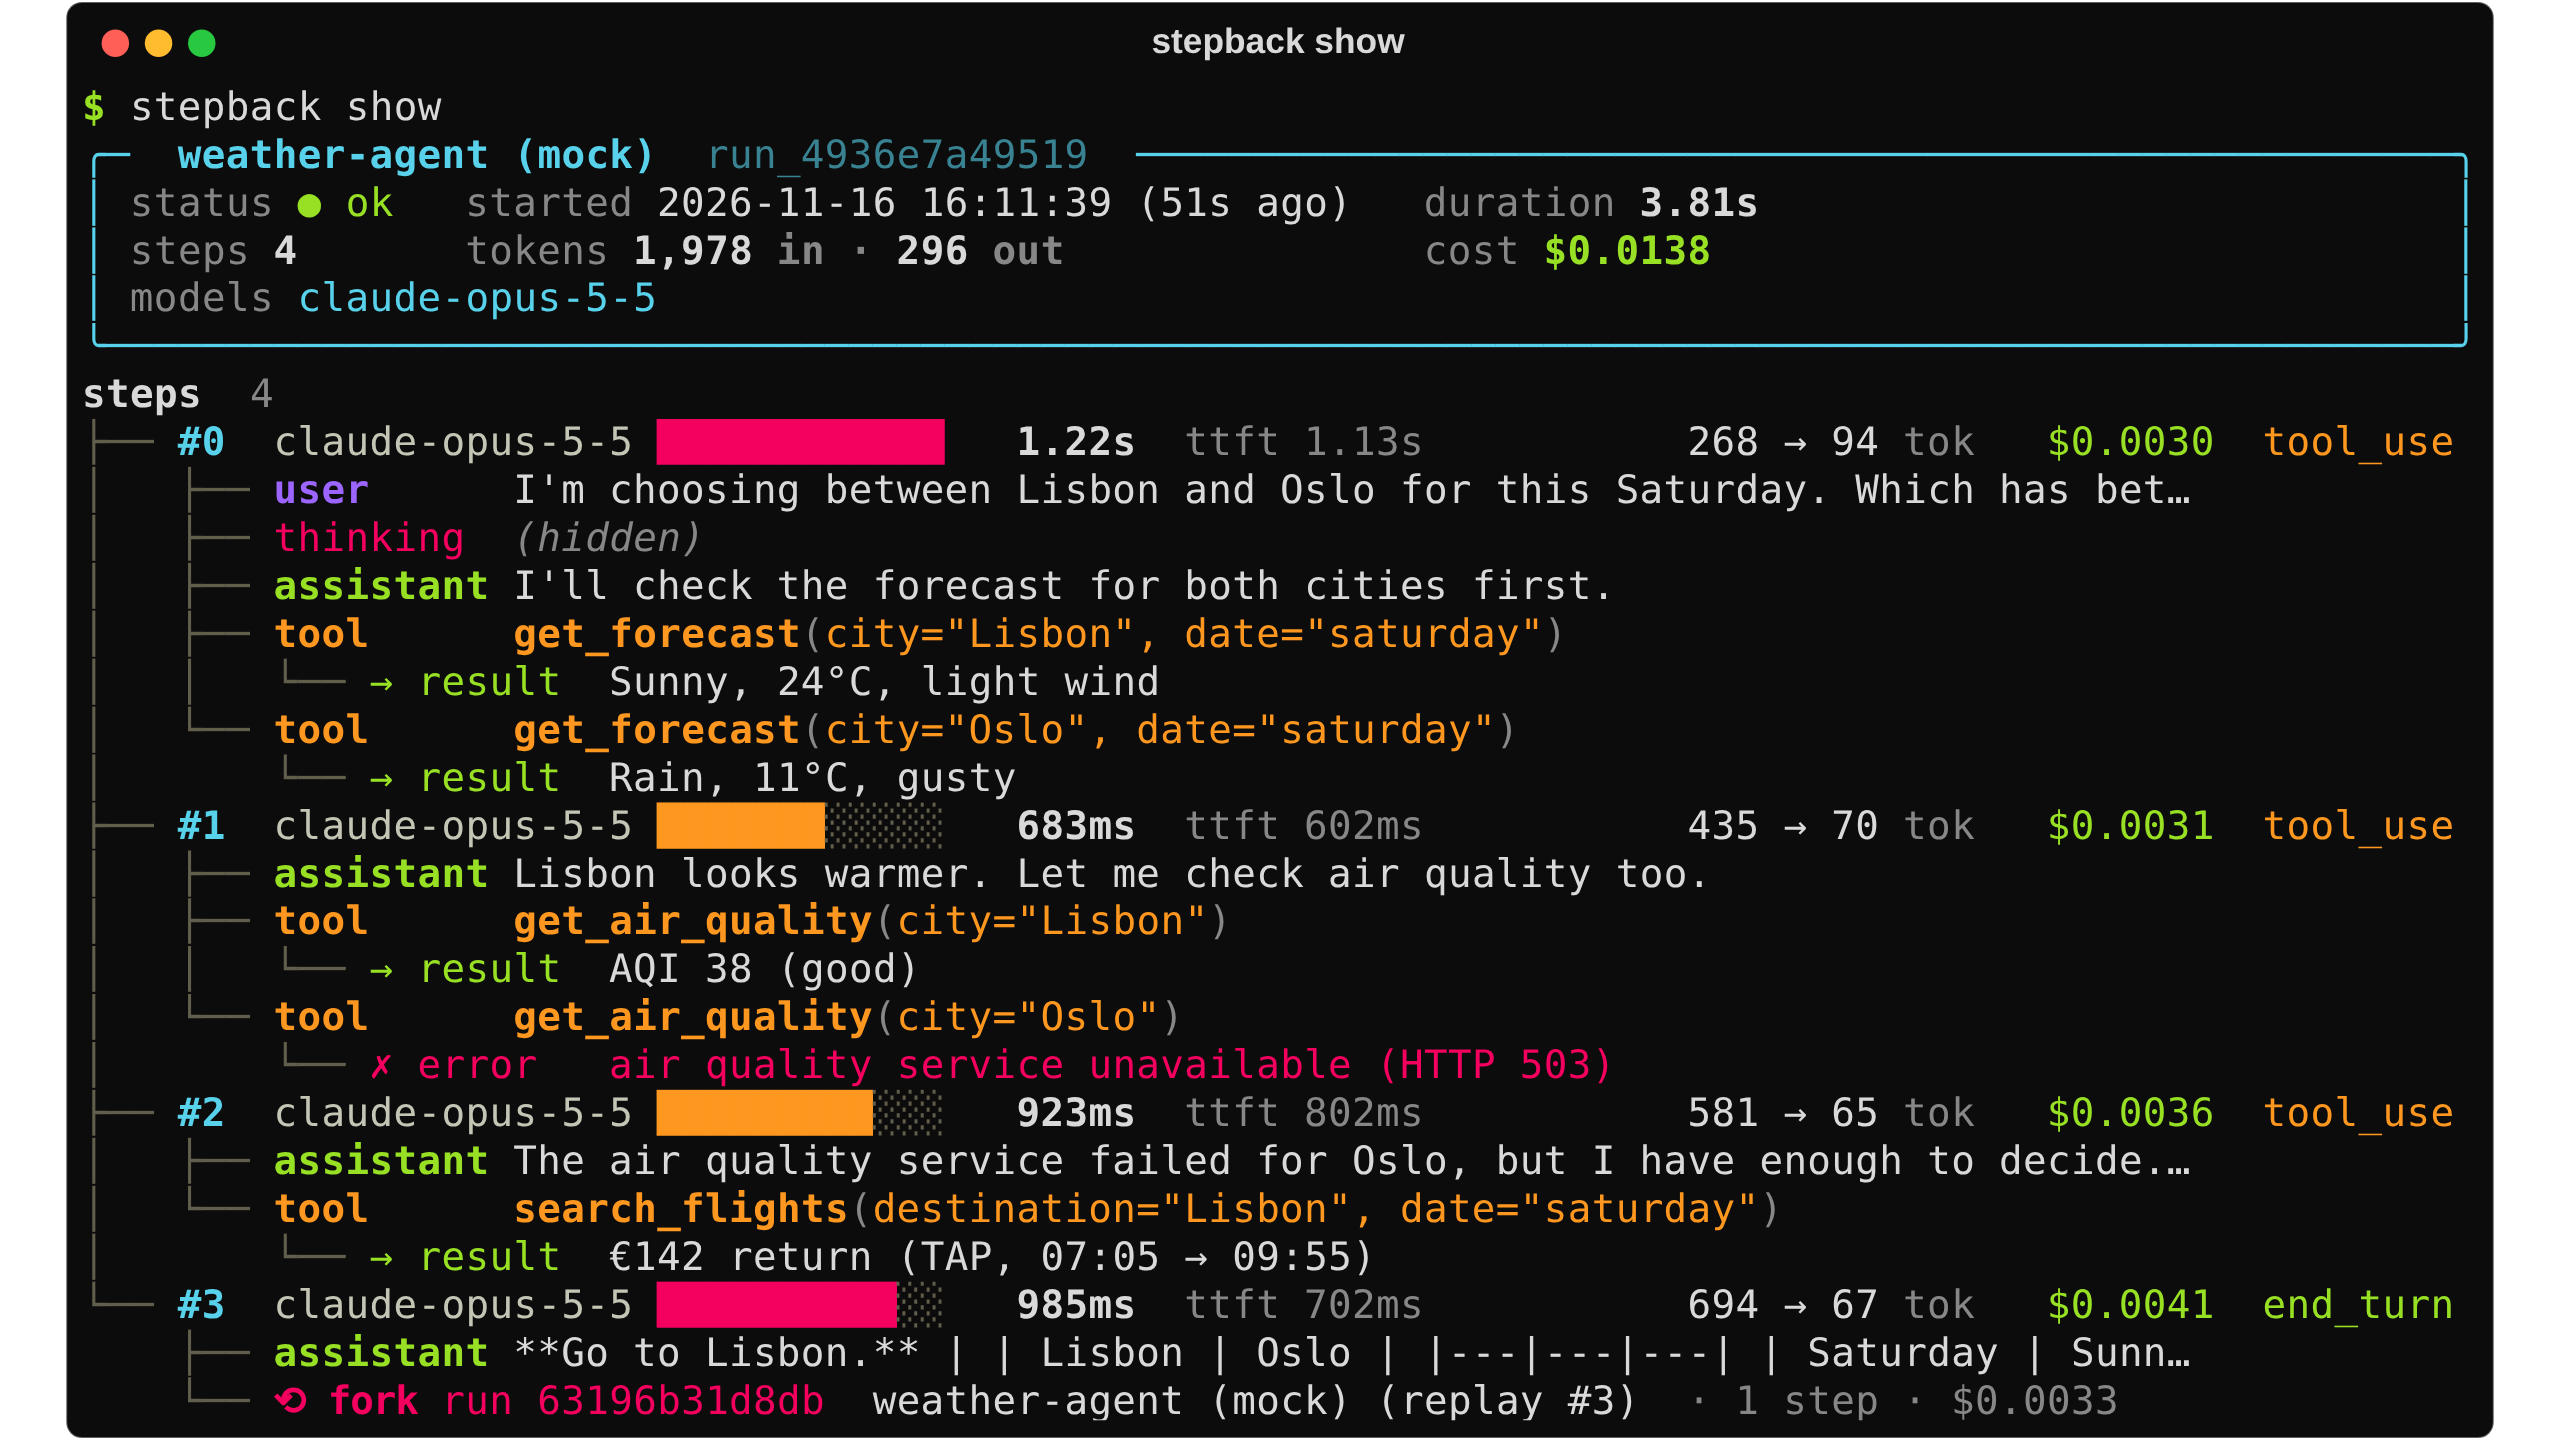 stepback show
$ stepback show
weather-agent (mock) run_4936e7a49519
status ● ok started 2026-11-16 16:11:39 (51s ago) duration 3.81s
steps 4 tokens 1,978 in · 296 out cost $0.0138
models claude-opus-5-5
steps 4
#0 claude-opus-5-5 1.22s ttft 1.13s 268 → 94 tok $0.0030 tool_use
user I'm choosing between Lisbon and Oslo for this Saturday. Which has bet…
thinking (hidden)
assistant I'll check the forecast for both cities first.
tool get_forecast(city="Lisbon", date="saturday")
→ result Sunny, 24°C, light wind
tool get_forecast(city="Oslo", date="saturday")
→ result Rain, 11°C, gusty
#1 claude-opus-5-5 683ms ttft 602ms 435 → 70 tok $0.0031 tool_use
assistant Lisbon looks warmer. Let me check air quality too.
tool get_air_quality(city="Lisbon")
→ result AQI 38 (good)
tool get_air_quality(city="Oslo")
✗ error air quality service unavailable (HTTP 503)
#2 claude-opus-5-5 923ms ttft 802ms 581 → 65 tok $0.0036 tool_use
assistant The air quality service failed for Oslo, but I have enough to decide.…
tool search_flights(destination="Lisbon", date="saturday")
→ result €142 return (TAP, 07:05 → 09:55)
#3 claude-opus-5-5 985ms ttft 702ms 694 → 67 tok $0.0041 end_turn
assistant **Go to Lisbon.** | | Lisbon | Oslo | |---|---|---| | Saturday | Sunn…
⟲ fork run 63196b31d8db weather-agent (mock) (replay #3) · 1 step · $0.0033